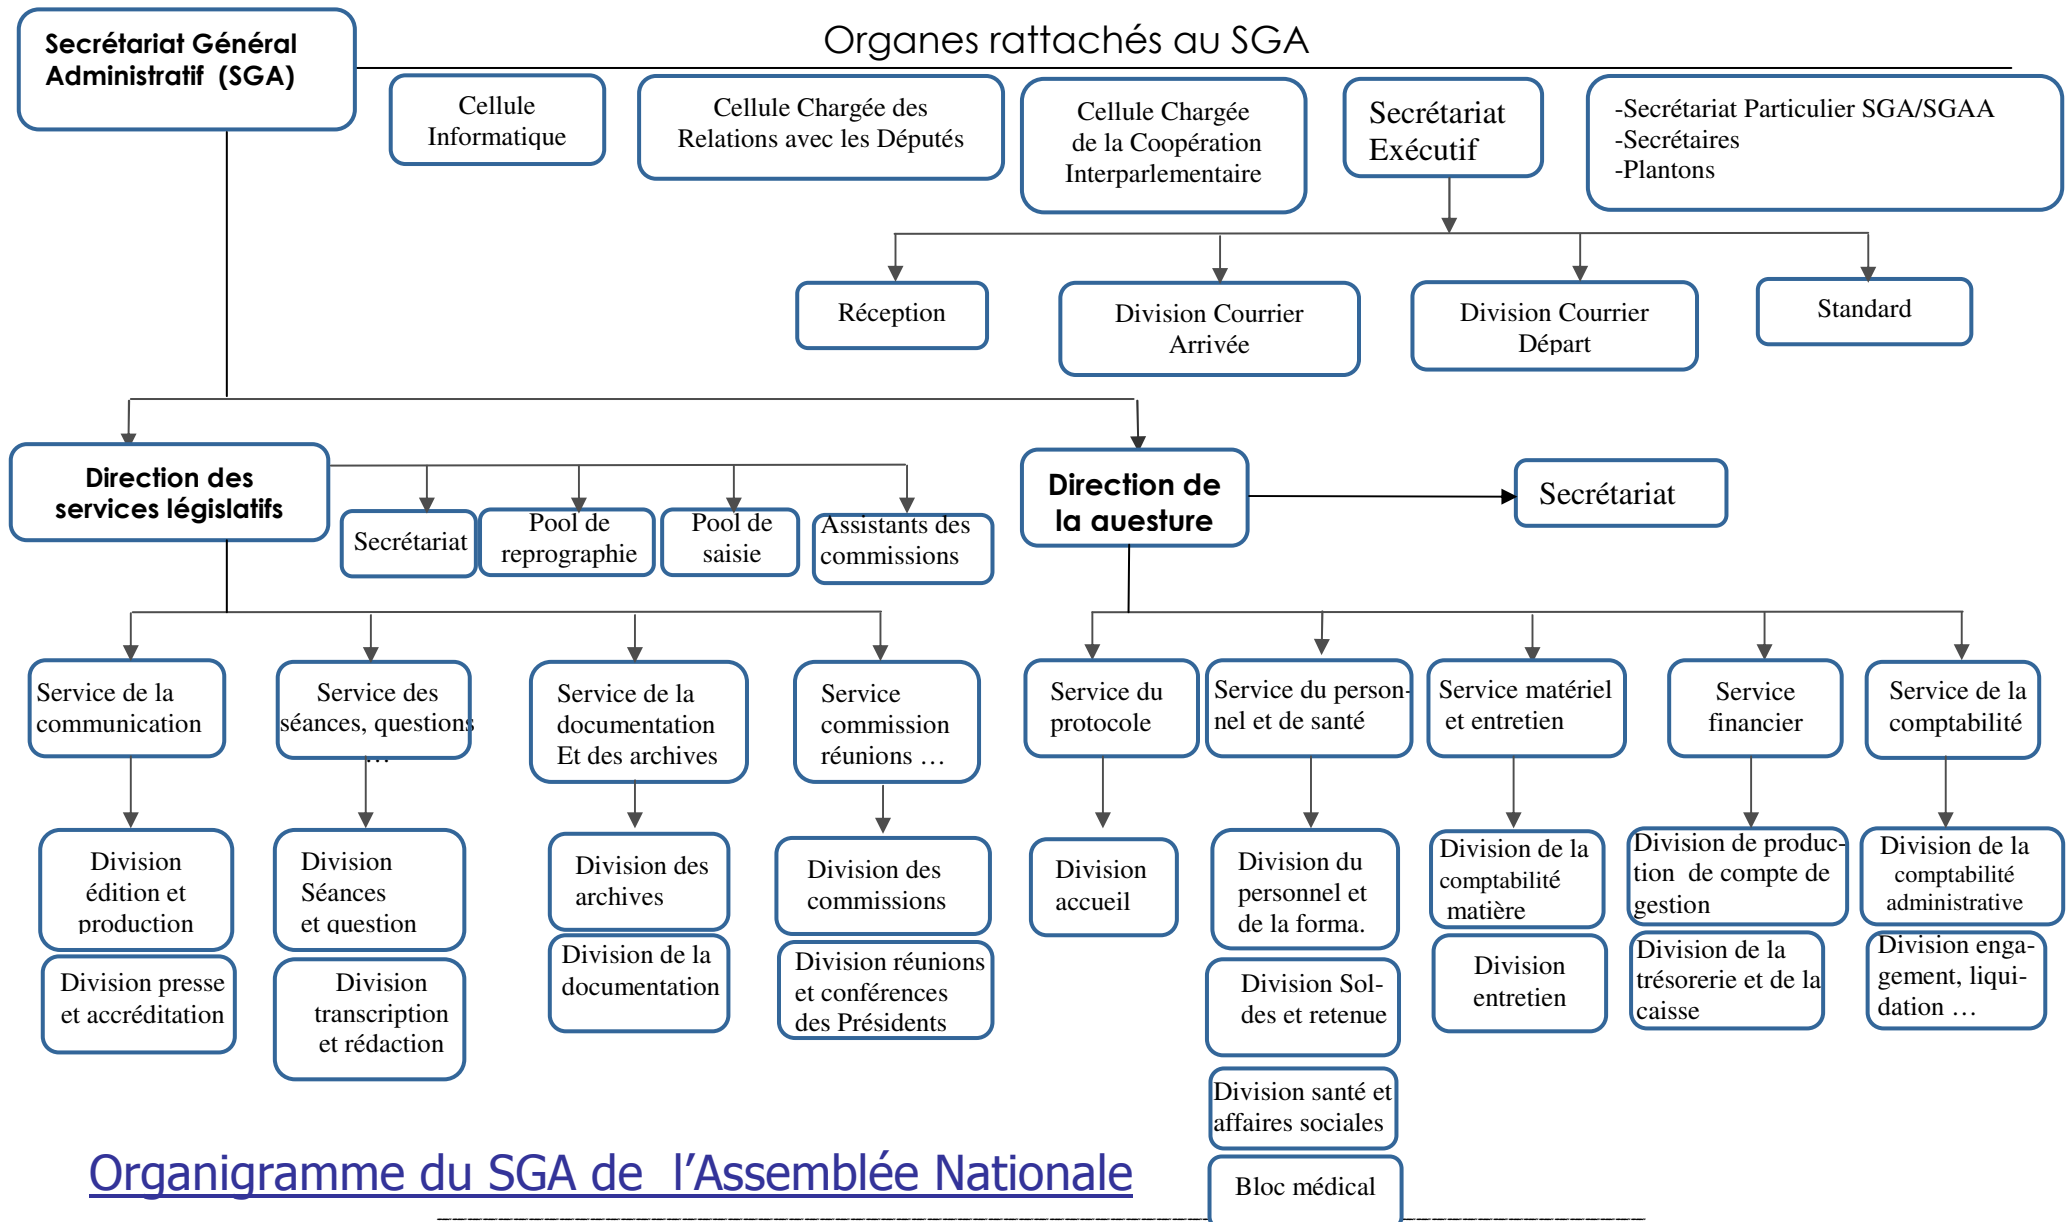 Secrétariat Général
Administratif (SGA)
Organes rattachés au SGA
Cellule
Informatique
Cellule Chargée des
Relations avec les Députés
Cellule Chargée
de la Coopération
Interparlementaire
Secrétariat
Exécutif
-Secrétariat Particulier SGA/SGAA
-Secrétaires
-Plantons
Réception
Division Courrier
Arrivée
Division Courrier
Départ
Standard
Direction des
services législatifs
Secrétariat
Pool de
reprographie
Pool de
saisie
Assistants des
commissions
Direction de
la questure
Secrétariat
Service de la
communication
Service des
séances, questions
…
Service de la
documentation
Et des archives
Service
commission
réunions …
Service du
protocole
Service du person-
nel et de santé
Service matériel
et entretien
Service
financier
Service de la
comptabilité
Division
édition et
production
Division presse
et accréditation
Division
Séances
et question
Division
transcription
et rédaction
Division des
archives
Division de la
documentation
Division des
commissions
Division réunions
et conférences
des Présidents
Division
accueil
Division du
personnel et
de la forma.
Division Sol-
des et retenue
Division santé et
affaires sociales
Bloc médical
Division de la
comptabilité
matière
Division
entretien
Division de produc-
tion de compte de
gestion
Division de la
trésorerie et de la
caisse
Division de la
comptabilité
administrative
Division enga-
gement, liqui-
dation …
Organigramme du SGA de l’Assemblée Nationale